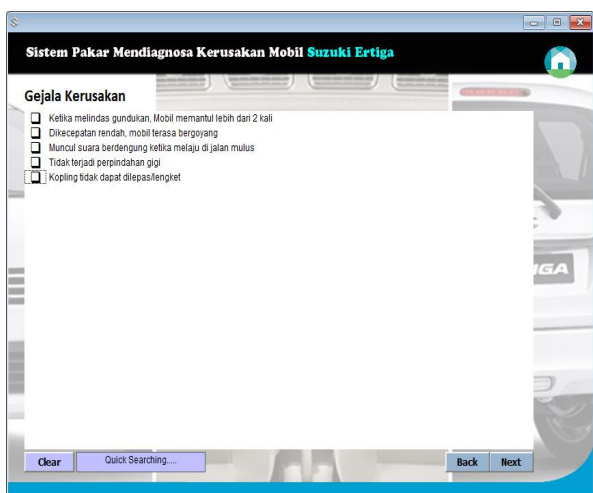 Sistem Pakar Mendiagnosa Kerusakan Mobil Suzuki Ertiga
Gejala Kerusakan
Ketika melindas gundukan, Mobil memantul lebih dari 2 kali
Dikecepatan rendah, mobil terasa bergoyang
Muncul suara berdengung ketika melaju di jalan mulus
Tidak terjadi perpindahan gigi
Kopling tidak dapat dilepas/lengket
IGA
Clear
Quick Searching.....
Back
Next